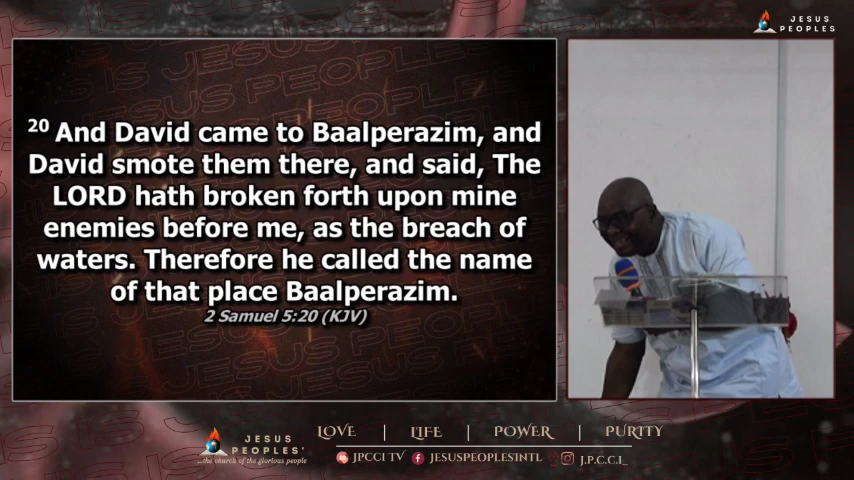 JESUS
PEOPLES
20 And David came to Baalperazim, and
David smote them there, and said, The
LORD hath broken forth upon mine
enemies before me, as the breach of
waters. Therefore he called the name
of that place Baalperazim.
2 Samuel 5:20 (KJV)
JESUS
PEOPLES'
...the church of the glorious people
LOVE | LIFE | POWER | PURITY
JPCCI TV JESUSPEOPLESINTL J.P.C.C.I_